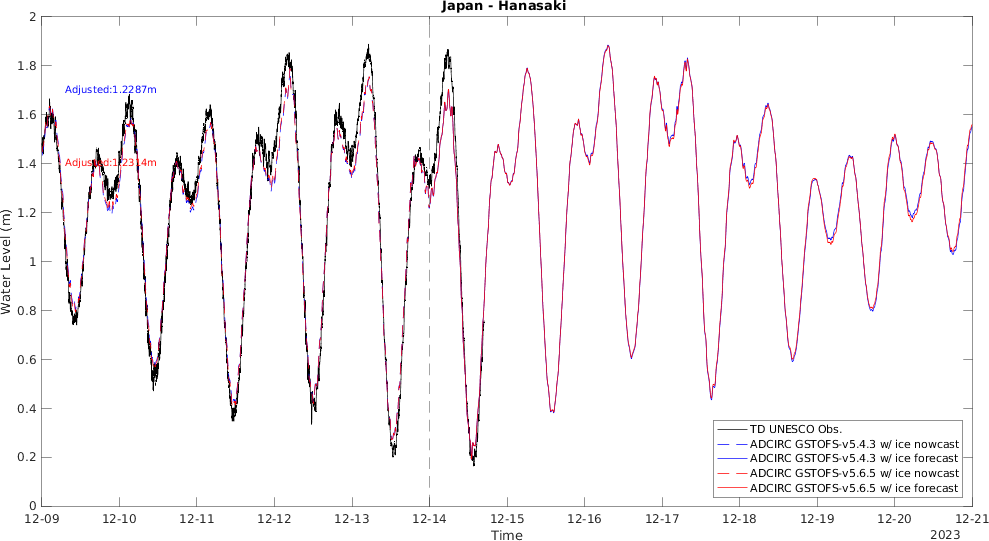 Japan - Hanasaki
2
1.8
1.6
1.4
1.2
1
0.8
0.6
0.4
0.2
0
Water Level (m)
Adjusted:1.2287m
Adjusted:1.2314m
TD UNESCO Obs.
ADCIRC GSTOFS-v5.4.3 w/ ice nowcast
ADCIRC GSTOFS-v5.4.3 w/ ice forecast
ADCIRC GSTOFS-v5.6.5 w/ ice nowcast
ADCIRC GSTOFS-v5.6.5 w/ ice forecast
12-09 12-10 12-11 12-12 12-13 12-14 12-15 12-16 12-17 12-18 12-19 12-20 12-21
Time
2023